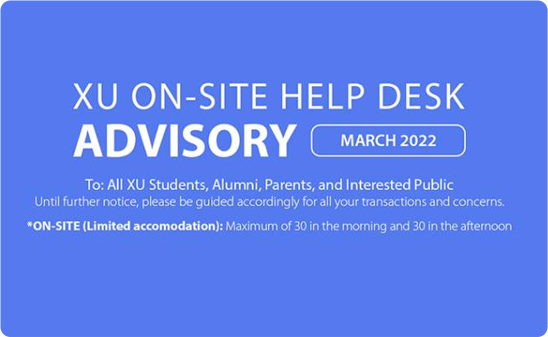 XU ON-SITE HELP DESK
ADVISORY MARCH 2022
To: All XU Students, Alumni, Parents, and Interested Public
Until further notice, please be guided accordingly for all your transactions and concerns.
*ON-SITE (Limited accomodation): Maximum of 30 in the morning and 30 in the afternoon